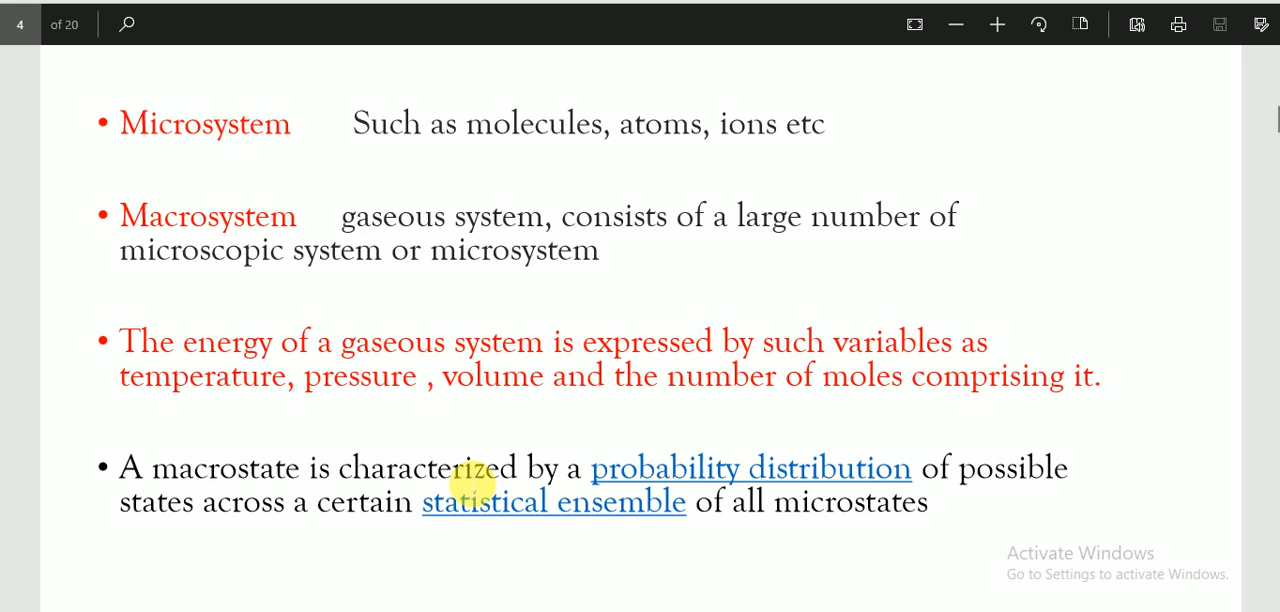 4 of 20
• Microsystem Such as molecules, atoms, ions etc
• Macrosystem gaseous system, consists of a large number of
microscopic system or microsystem
• The energy of a gaseous system is expressed by such variables as
temperature, pressure , volume and the number of moles comprising it.
• A macrostate is characterized by a probability distribution of possible
states across a certain statistical ensemble of all microstates
Activate Windows
Go to Settings to activate Windows.